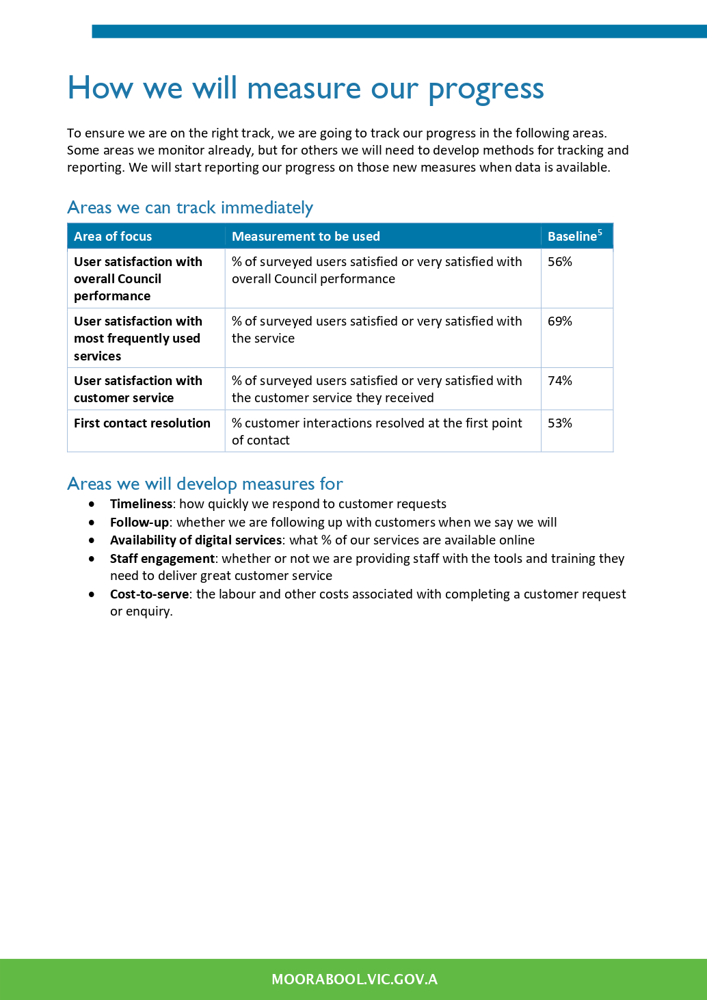 How we will measure our progress
To ensure we are on the right track, we are going to track our progress in the following areas.
Some areas we monitor already, but for others we will need to develop methods for tracking and
reporting. We will start reporting our progress on those new measures when data is available.
Areas we can track immediately
Area of focus Measurement to be used Baseline⁵
User satisfaction with % of surveyed users satisfied or very satisfied with 56%
overall Council overall Council performance
performance
User satisfaction with % of surveyed users satisfied or very satisfied with 69%
most frequently used the service
services
User satisfaction with % of surveyed users satisfied or very satisfied with 74%
customer service the customer service they received
First contact resolution % customer interactions resolved at the first point 53%
of contact
Areas we will develop measures for
• Timeliness: how quickly we respond to customer requests
• Follow-up: whether we are following up with customers when we say we will
• Availability of digital services: what % of our services are available online
• Staff engagement: whether or not we are providing staff with the tools and training they
need to deliver great customer service
• Cost-to-serve: the labour and other costs associated with completing a customer request
or enquiry.
MOORABOOL.VIC.GOV.A